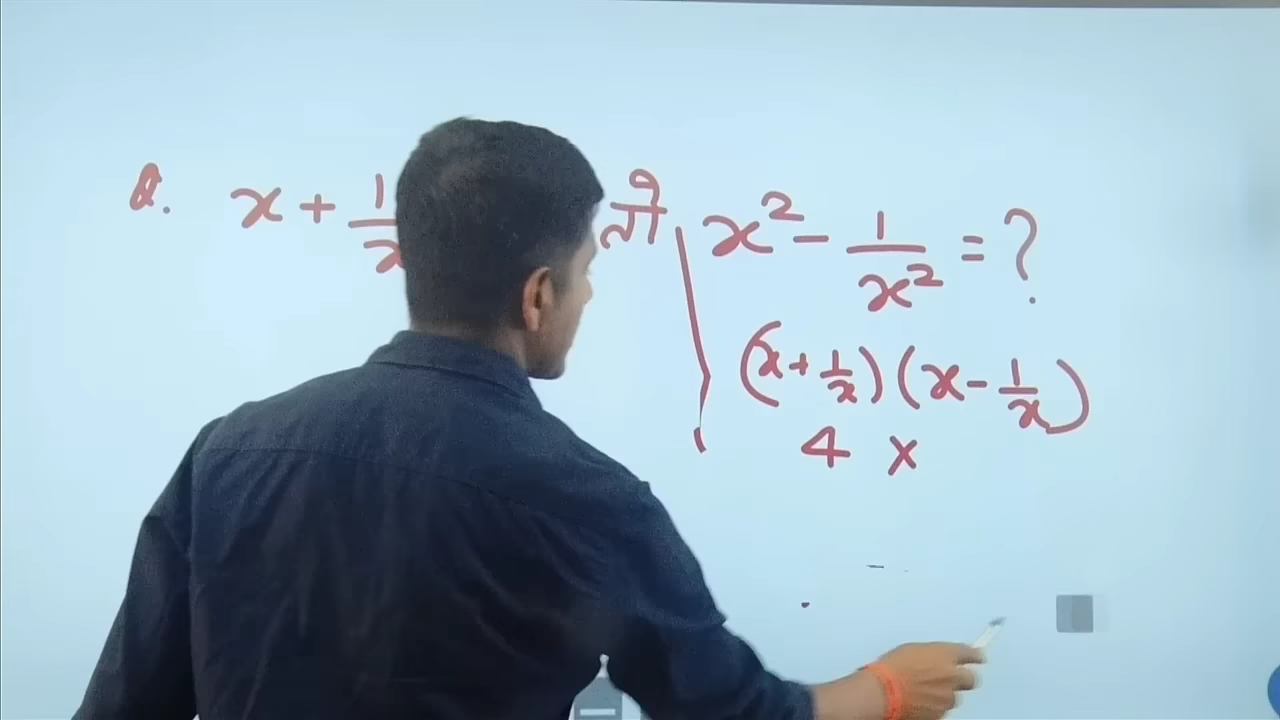 Q. x + 1/x x² - 1/x² = ?
(x + 1/x) (x - 1/x)
4 ×